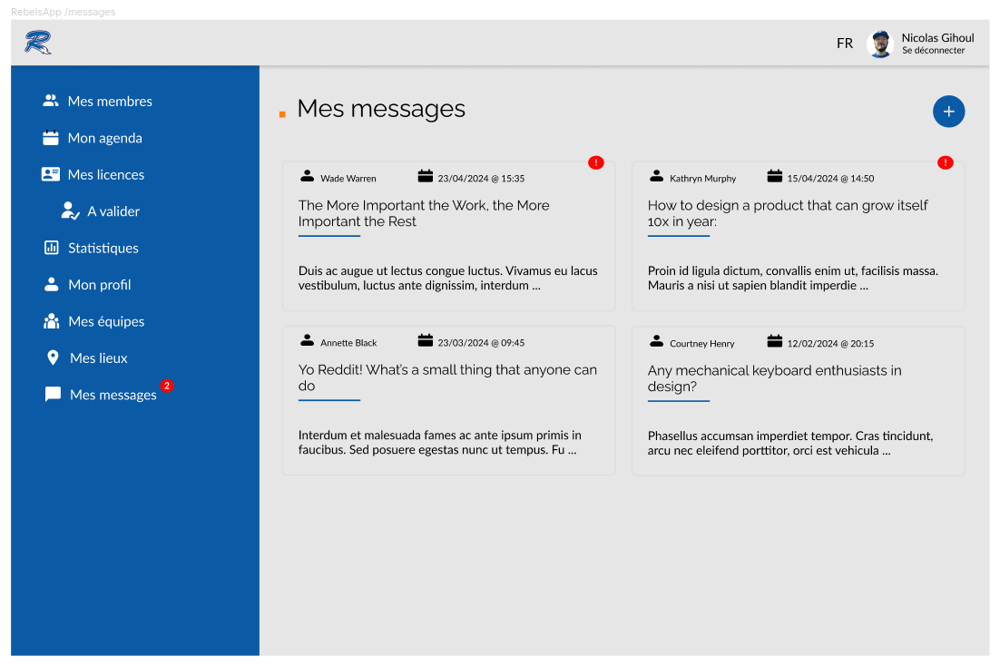 RebelsApp /messages
R
FR
Nicolas Gihoul
Se déconnecter
Mes membres
Mon agenda
Mes licences
A valider
Statistiques
Mon profil
Mes équipes
Mes lieux
Mes messages
2
Mes messages
+
Wade Warren
23/04/2024 @ 15:35
!
The More Important the Work, the More
Important the Rest
Duis ac augue ut lectus congue luctus. Vivamus eu lacus
vestibulum, luctus ante dignissim, interdum ...
Kathryn Murphy
15/04/2024 @ 14:50
!
How to design a product that can grow itself
10x in year:
Proin id ligula dictum, convallis enim ut, facilisis massa.
Mauris a nisi ut sapien blandit imperdie ...
Annette Black
23/03/2024 @ 09:45
Yo Reddit! What's a small thing that anyone can
do
Interdum et malesuada fames ac ante ipsum primis in
faucibus. Sed posuere egestas nunc ut tempus. Fu ...
Courtney Henry
12/02/2024 @ 20:15
Any mechanical keyboard enthusiasts in
design?
Phasellus accumsan imperdiet tempor. Cras tincidunt,
arcu nec eleifend porttitor, orci est vehicula ...